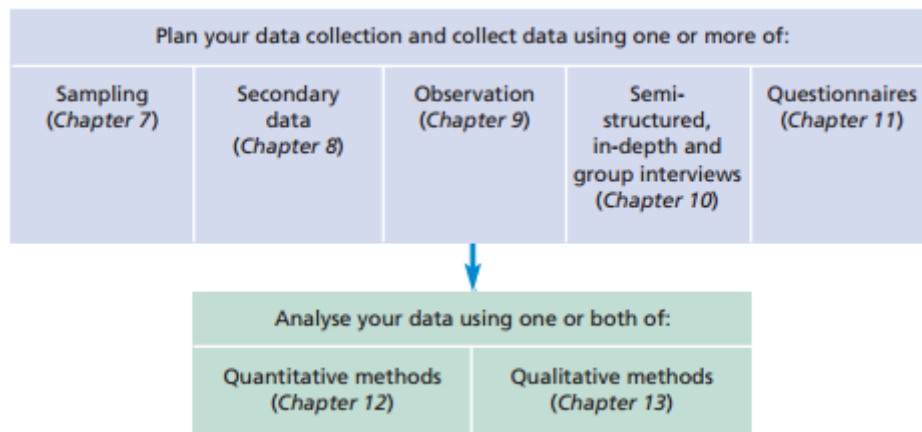 Plan your data collection and collect data using one or more of:
Sampling
(Chapter 7)
Secondary
data
(Chapter 8)
Observation
(Chapter 9)
Semi-
structured,
in-depth and
group interviews
(Chapter 10)
Questionnaires
(Chapter 11)
Analyse your data using one or both of:
Quantitative methods
(Chapter 12)
Qualitative methods
(Chapter 13)